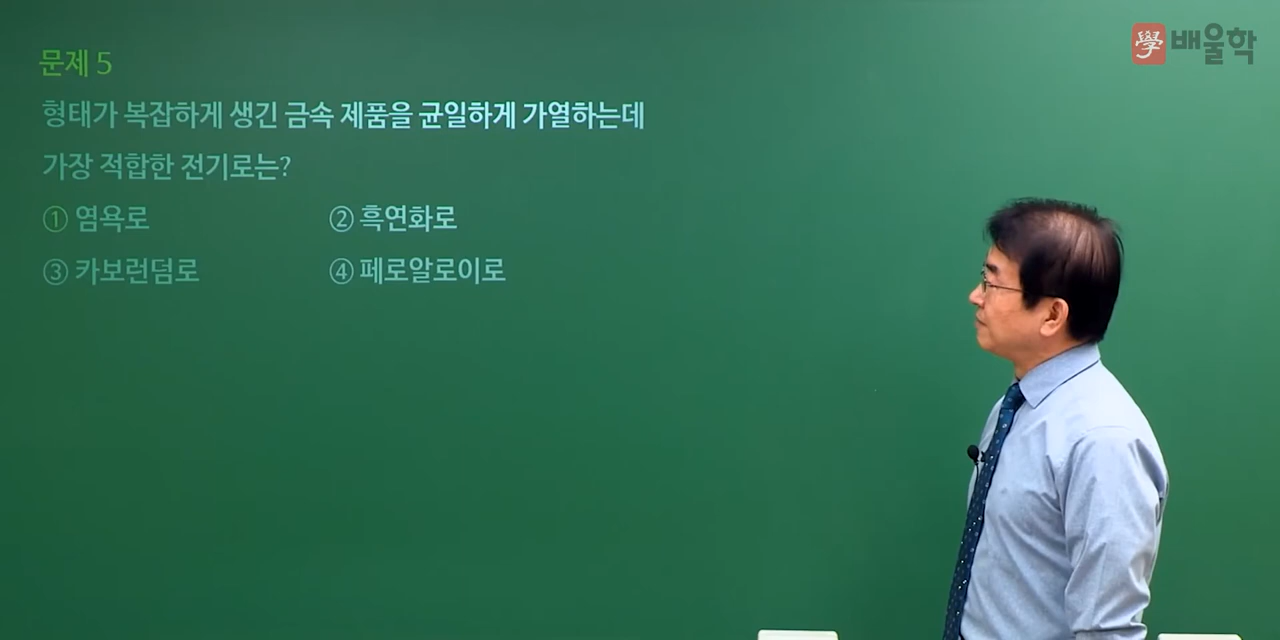 學 배울학
문제 5
형태가 복잡하게 생긴 금속 제품을 균일하게 가열하는데
가장 적합한 전기로는?
① 염욕로 ② 흑연화로
③ 카보런덤로 ④ 페로알로이로